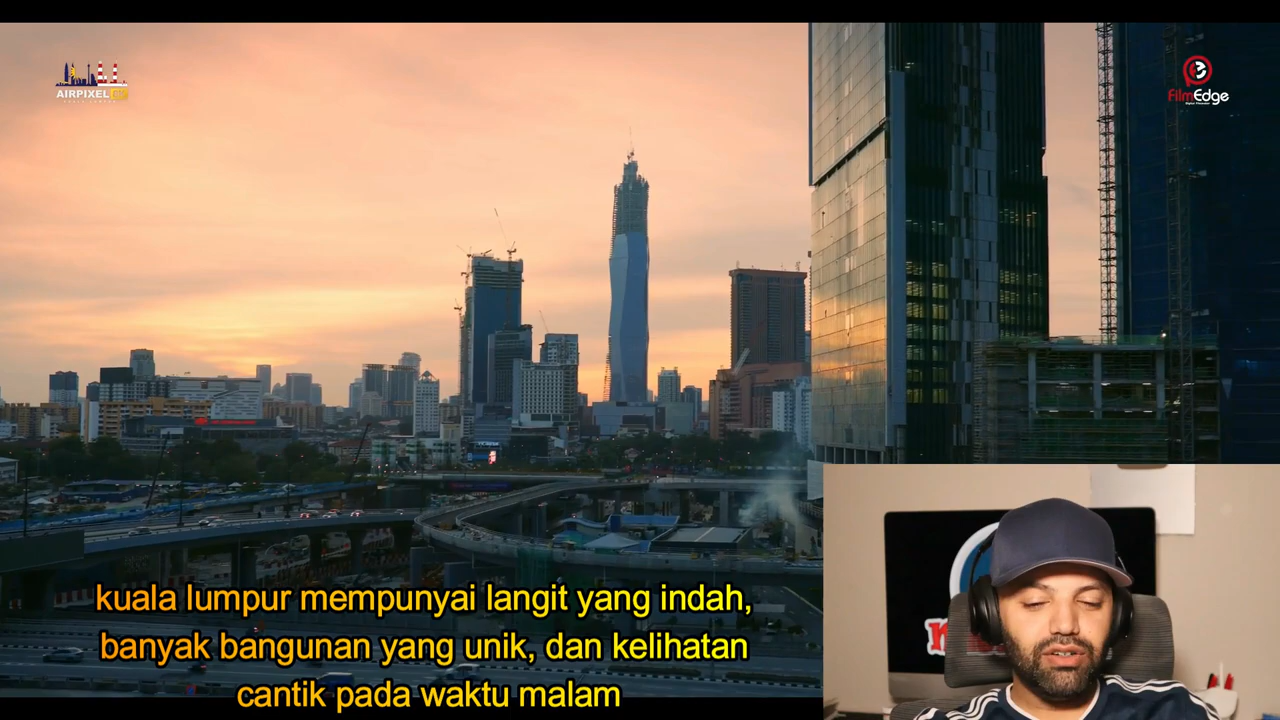 AIRPIXEL
FilmEdge
kuala lumpur mempunyai langit yang indah,
banyak bangunan yang unik, dan kelihatan
cantik pada waktu malam